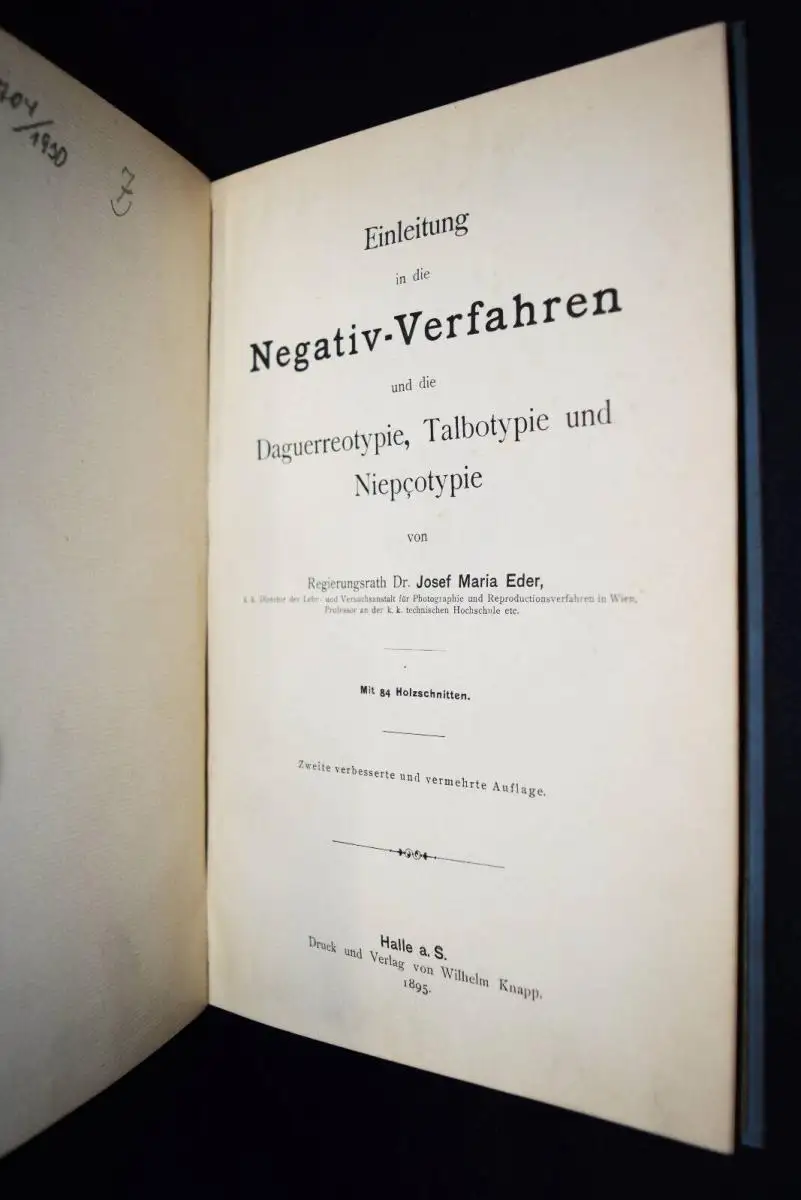 704
/1930
7
Einleitung
in die
Negativ-Verfahren
und die
Daguerreotypie, Talbotypie und
Niepçotypie
von
Regierungsrath Dr. Josef Maria Eder,
k. k. Director der Lehr- und Versuchsanstalt für Photographie und Reproductionsverfahren in Wien,
Professor an der k. k. technischen Hochschule etc.
Mit 84 Holzschnitten.
Zweite verbesserte und vermehrte Auflage.
Halle a. S.
Druck und Verlag von Wilhelm Knapp.
1895.